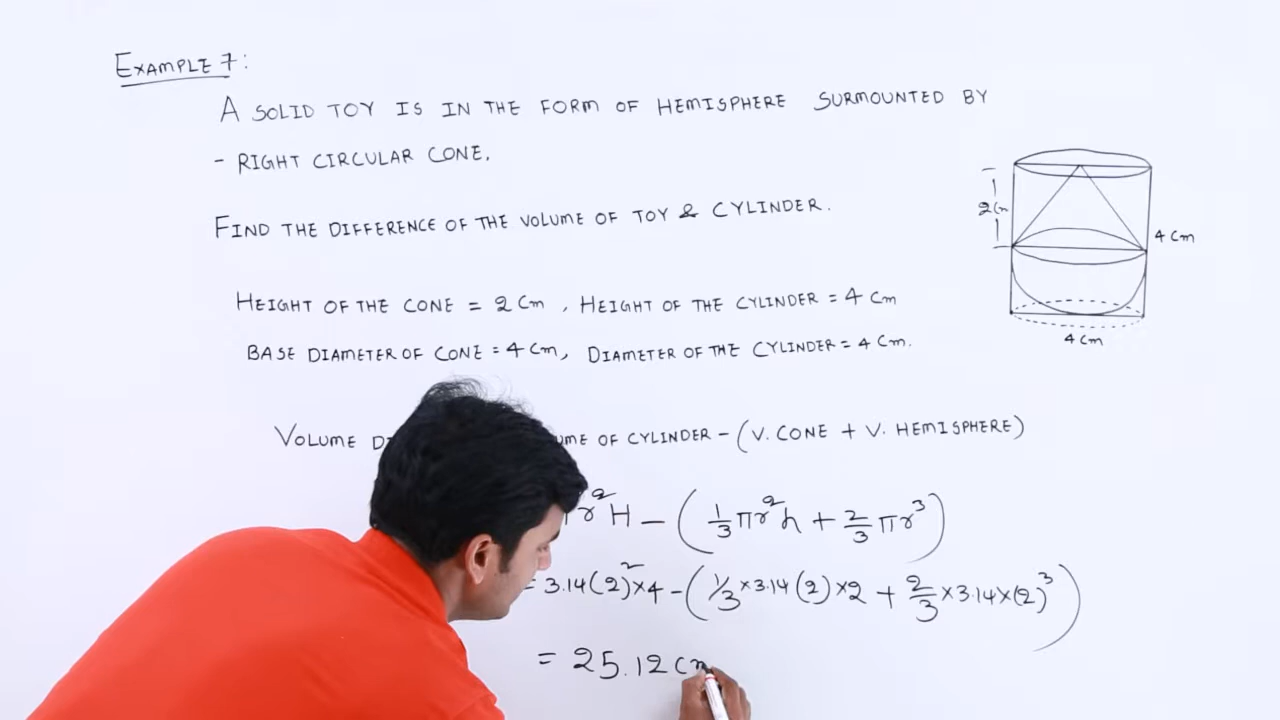 EXAMPLE 7:
A SOLID TOY IS IN THE FORM OF HEMISPHERE SURMOUNTED BY
- RIGHT CIRCULAR CONE.
FIND THE DIFFERENCE OF THE VOLUME OF TOY & CYLINDER.
2cm
4 cm
4 cm
HEIGHT OF THE CONE = 2 cm , HEIGHT OF THE CYLINDER = 4 cm
BASE DIAMETER OF CONE = 4 cm, DIAMETER OF THE CYLINDER = 4 cm.
VOLUME OF CYLINDER - (V. CONE + V. HEMISPHERE)
r²H - (1/3 πr²h + 2/3 πr³)
= 3.14(2)²×4 - (1/3 × 3.14 (2) × 2 + 2/3 × 3.14 × (2)³)
= 25.12 cm